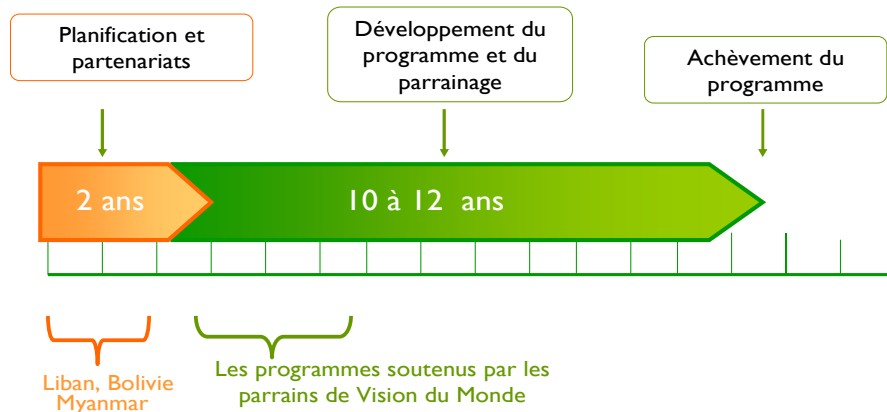 Planification et
partenariats
Développement du
programme et du
parrainage
Achèvement du
programme
2 ans
10 à 12 ans
Liban, Bolivie
Myanmar
Les programmes soutenus par les
parrains de Vision du Monde